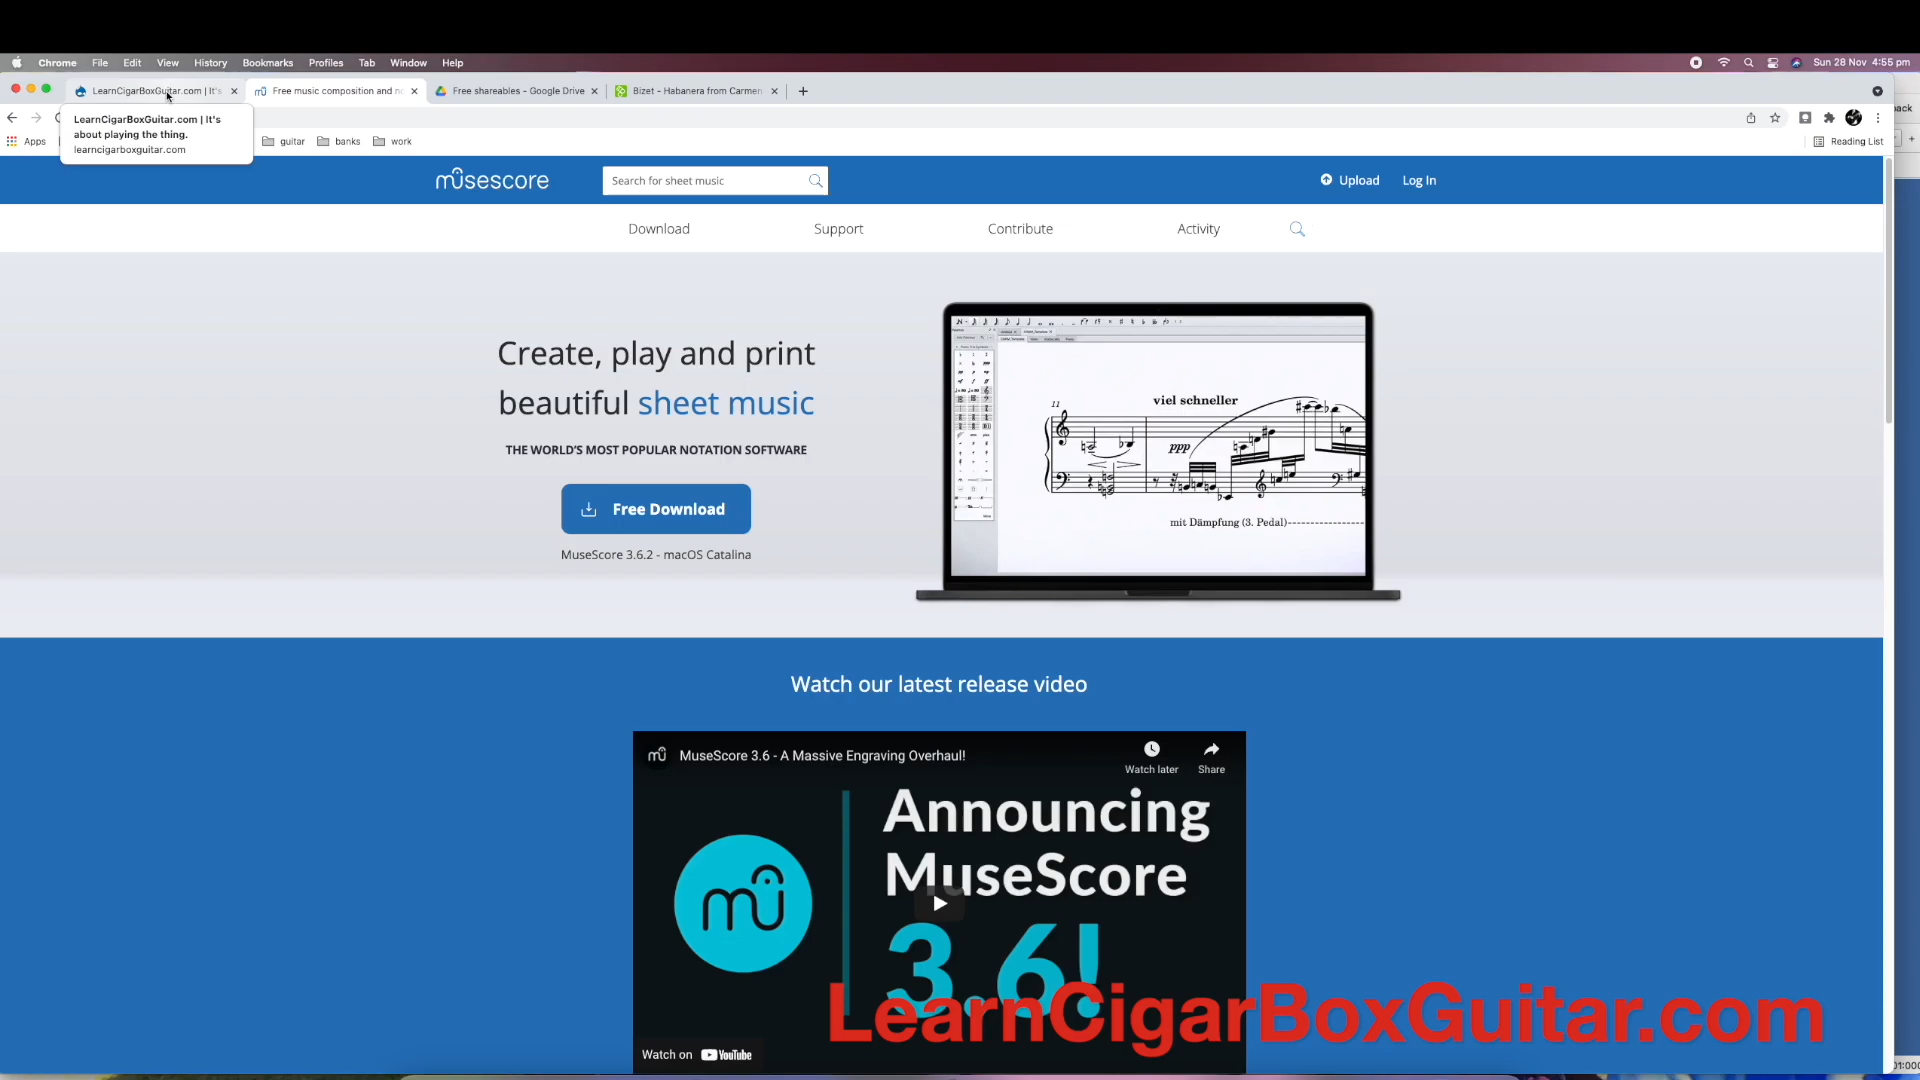 Chrome File Edit View History Bookmarks Profiles Tab Window Help Sun 28 Nov 4:55 pm
LearnCigarBoxGuitar.com | It's Free music composition and no Free shareables - Google Drive Bizet - Habanera from Carmen
LearnCigarBoxGuitar.com | It's
about playing the thing.
learncigarboxguitar.com
Apps guitar banks work Reading List
musescore Search for sheet music Upload Log In
Download Support Contribute Activity
Create, play and print
beautiful sheet music
THE WORLD'S MOST POPULAR NOTATION SOFTWARE
Free Download
MuseScore 3.6.2 - macOS Catalina
11 viel schneller
ppp
mit Dämpfung (3. Pedal)
Watch our latest release video
MuseScore 3.6 - A Massive Engraving Overhaul!
Watch later Share
Announcing
MuseScore
3.6!
LearnCigarBoxGuitar.com
Watch on YouTube